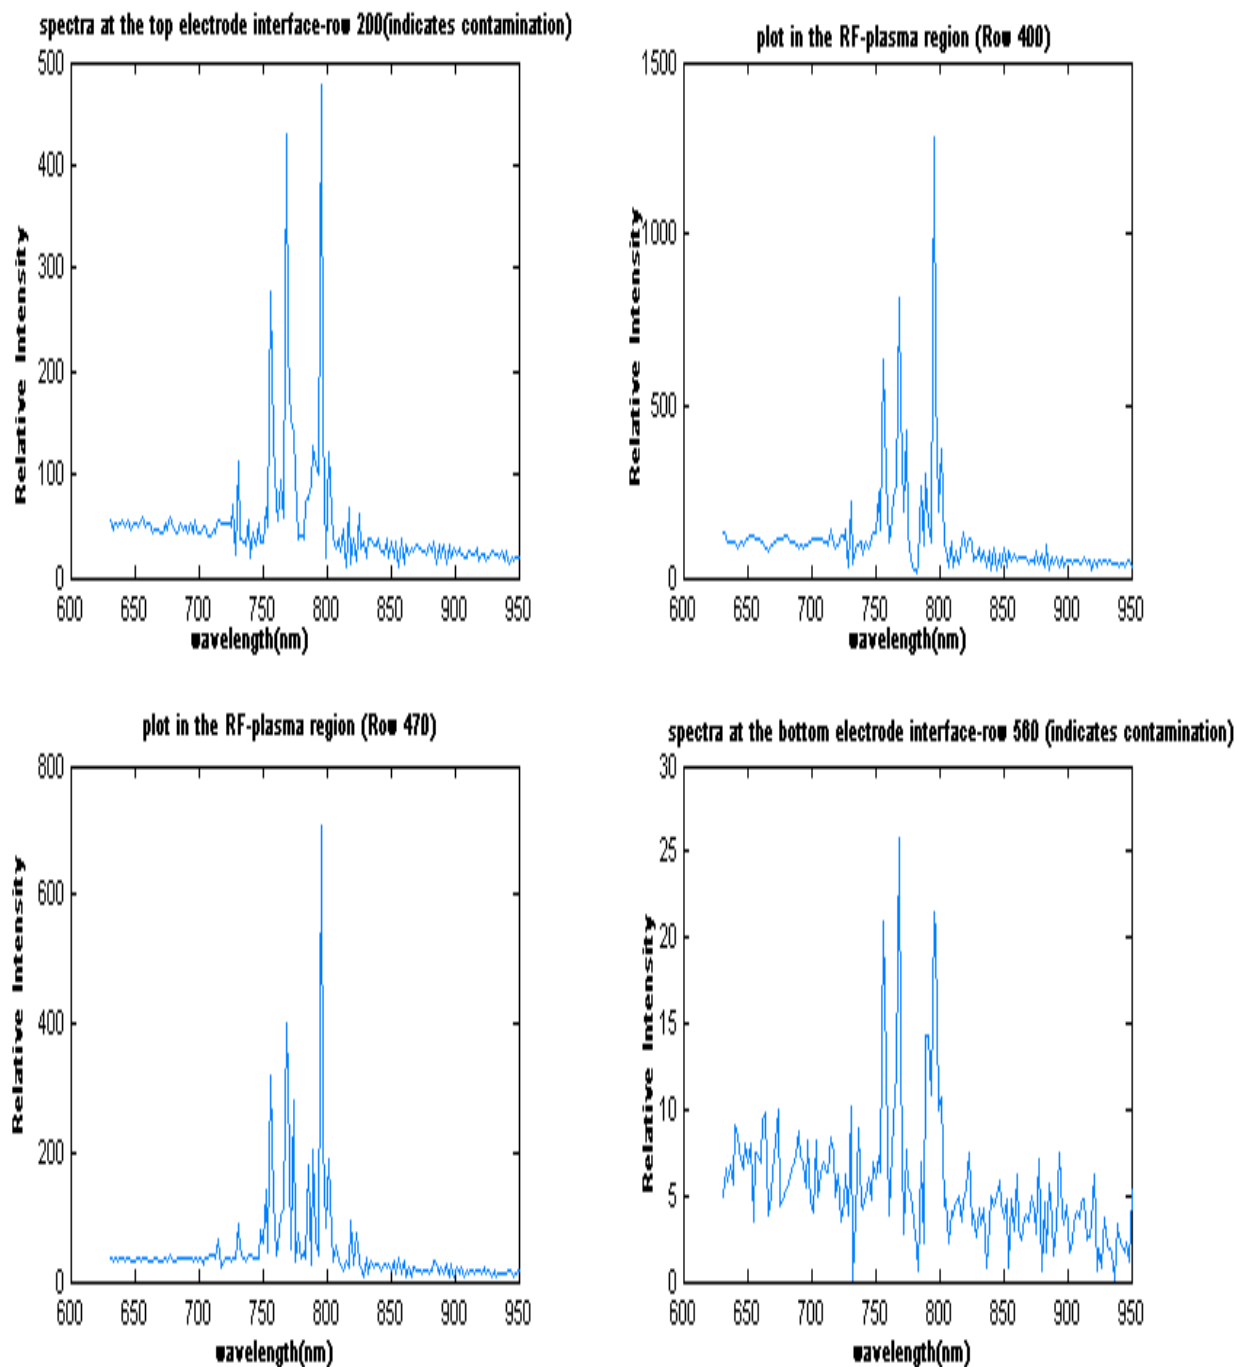 spectra at the top electrode interface-row 200(indicates contamination)
500
400
300
200
100
0
600 650 700 750 800 850 900 950
Relative Intensity
wavelength(nm)
plot in the RF-plasma region (Row 400)
1500
1000
500
0
600 650 700 750 800 850 900 950
Relative Intensity
wavelength(nm)
plot in the RF-plasma region (Row 470)
800
600
400
200
0
600 650 700 750 800 850 900 950
Relative Intensity
wavelength(nm)
spectra at the bottom electrode interface-row 560 (indicates contamination)
30
25
20
15
10
5
0
600 650 700 750 800 850 900 950
Relative Intensity
wavelength(nm)